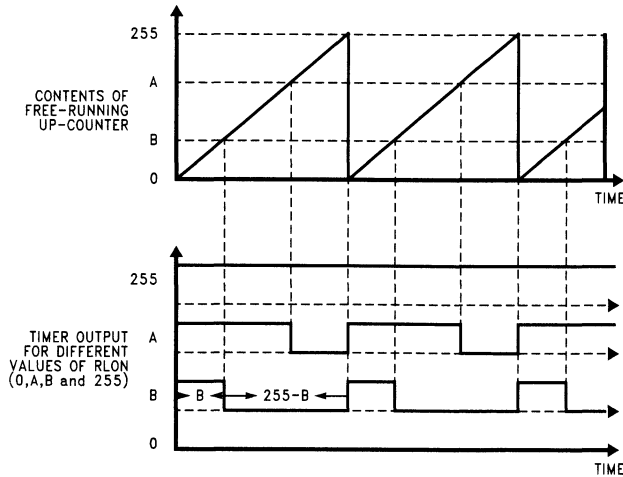 255
A
CONTENTS OF
FREE-RUNNING
UP-COUNTER
B
0
TIME
255
TIMER OUTPUT
FOR DIFFERENT
VALUES OF RLON
(0,A,B and 255)
A
B
B
255-B
0
TIME